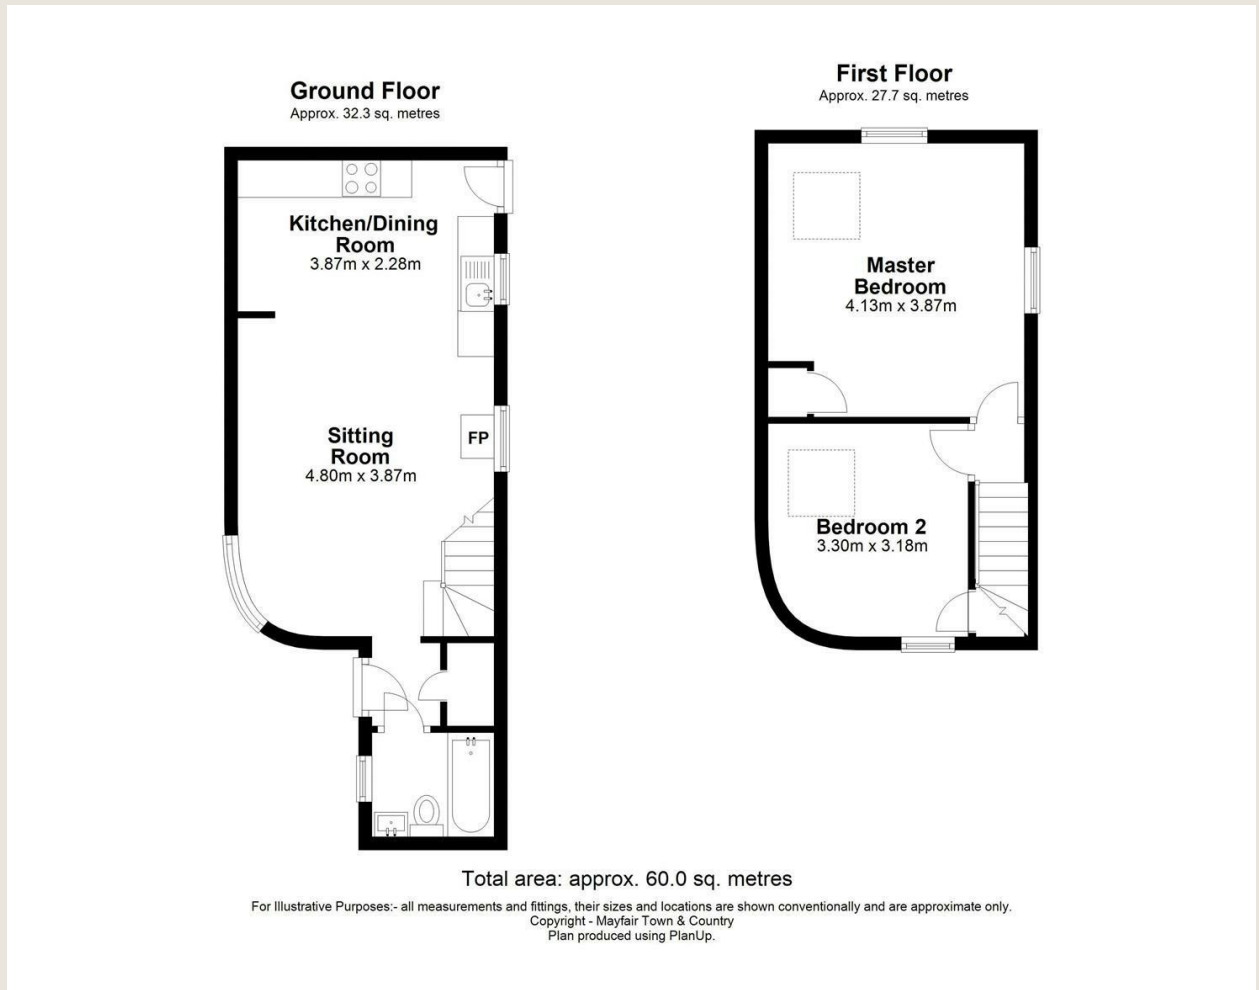 Ground Floor
Approx. 32.3 sq. metres
Kitchen/Dining
Room
3.87m x 2.28m
Sitting
Room
4.80m x 3.87m
FP
First Floor
Approx. 27.7 sq. metres
Master
Bedroom
4.13m x 3.87m
Bedroom 2
3.30m x 3.18m
Total area: approx. 60.0 sq. metres
For Illustrative Purposes:- all measurements and fittings, their sizes and locations are shown conventionally and are approximate only.
Copyright - Mayfair Town & Country
Plan produced using PlanUp.